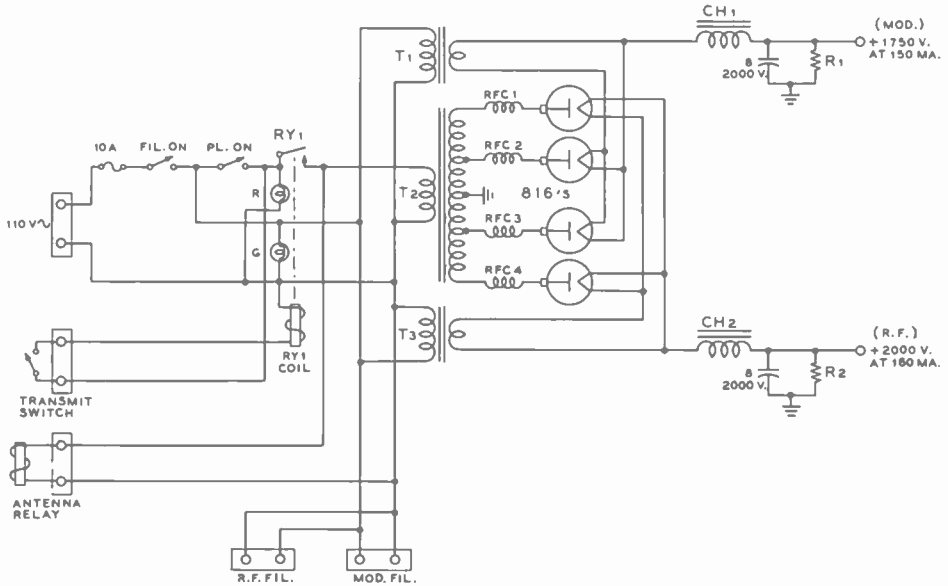 CH1
(MOD.)
+1750 V.
AT 150 MA.
8
2000 V.
R1
T1
RFC 1
RFC 2
RFC 3
RFC 4
816's
T2
T3
10A
FIL. ON
PL. ON
RY1
R
G
110 V~
RY1
COIL
TRANSMIT
SWITCH
ANTENNA
RELAY
CH2
(R.F.)
+2000 V.
AT 160 MA.
8
2000 V.
R2
R.F. FIL.
MOD. FIL.